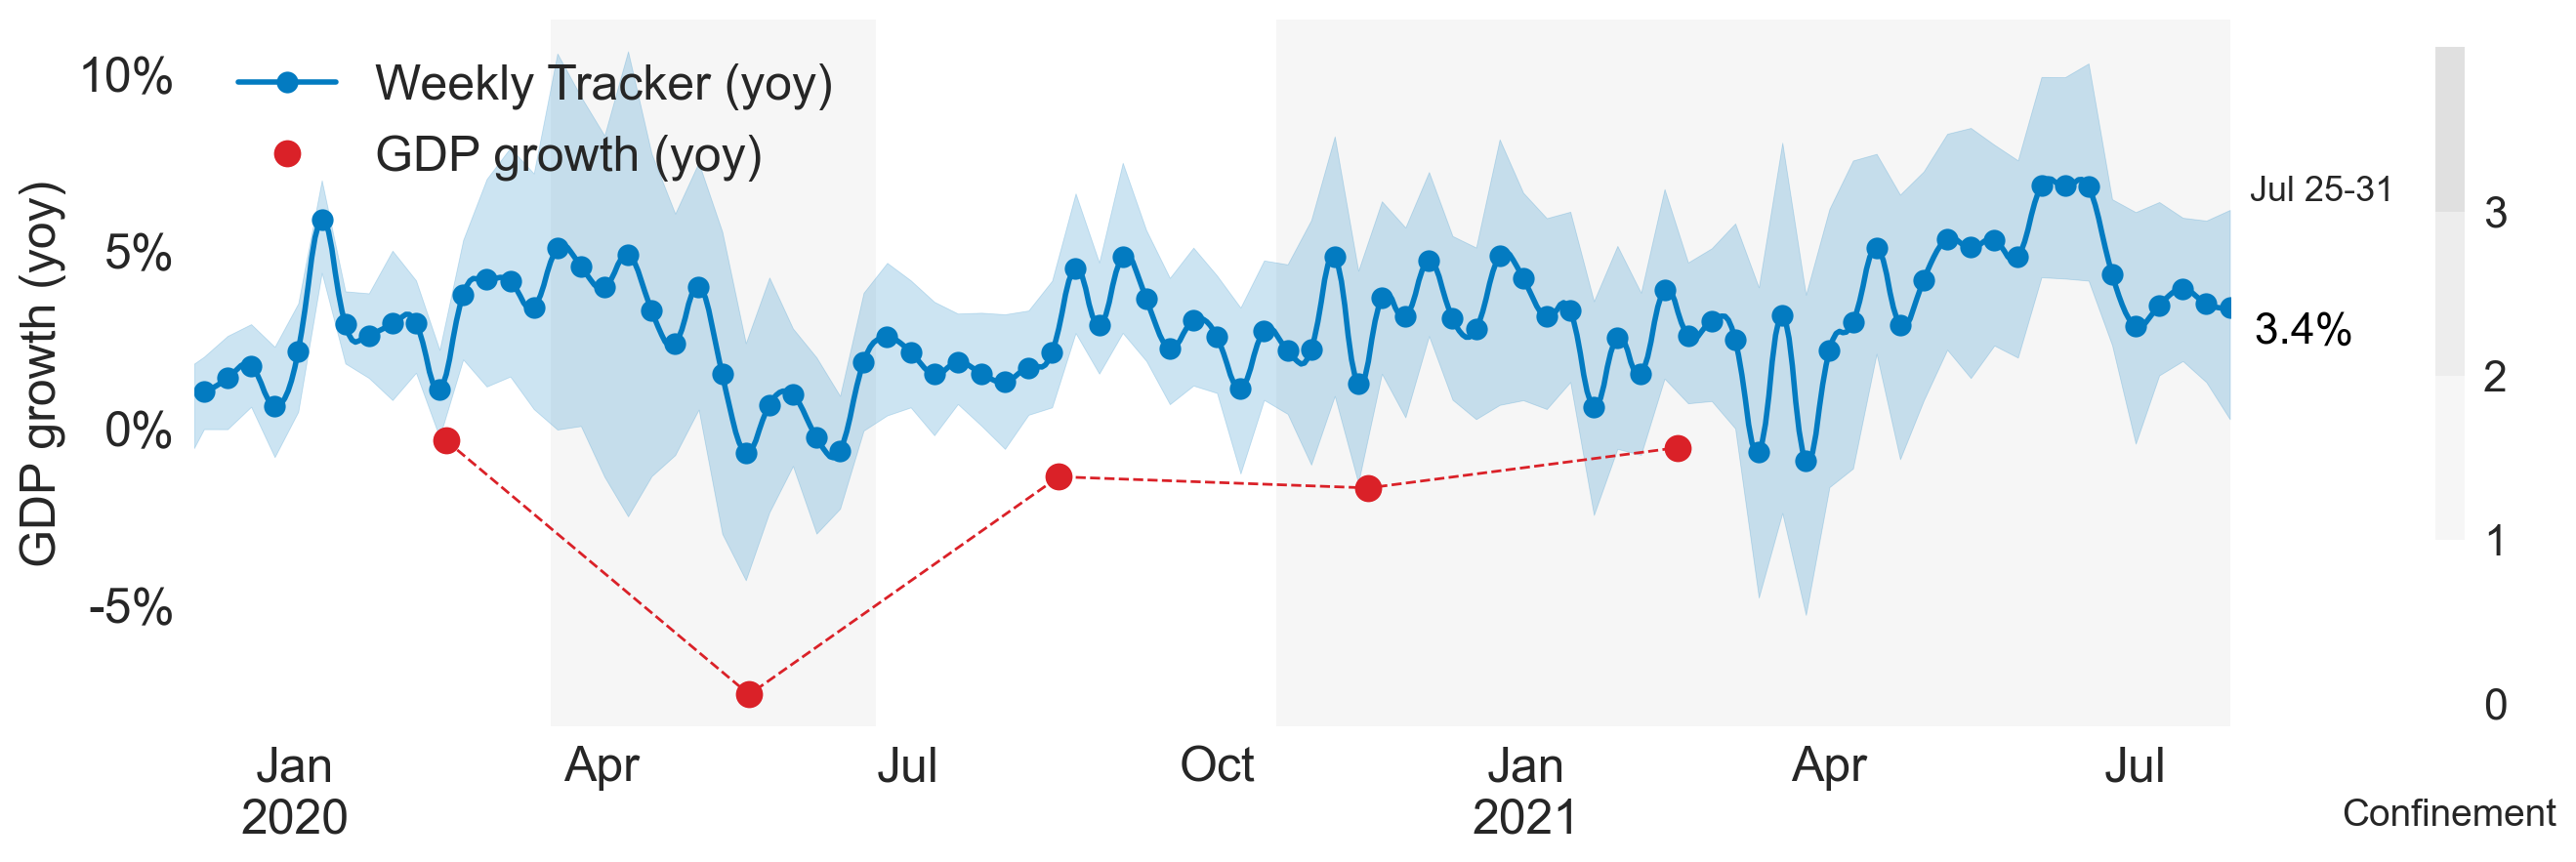 10%
5%
0%
-5%
GDP growth (yoy)
Weekly Tracker (yoy)
GDP growth (yoy)
Jul 25-31
3.4%
3
2
1
0
Confinement
Jan Apr Jul Oct Jan Apr Jul
2020 2021